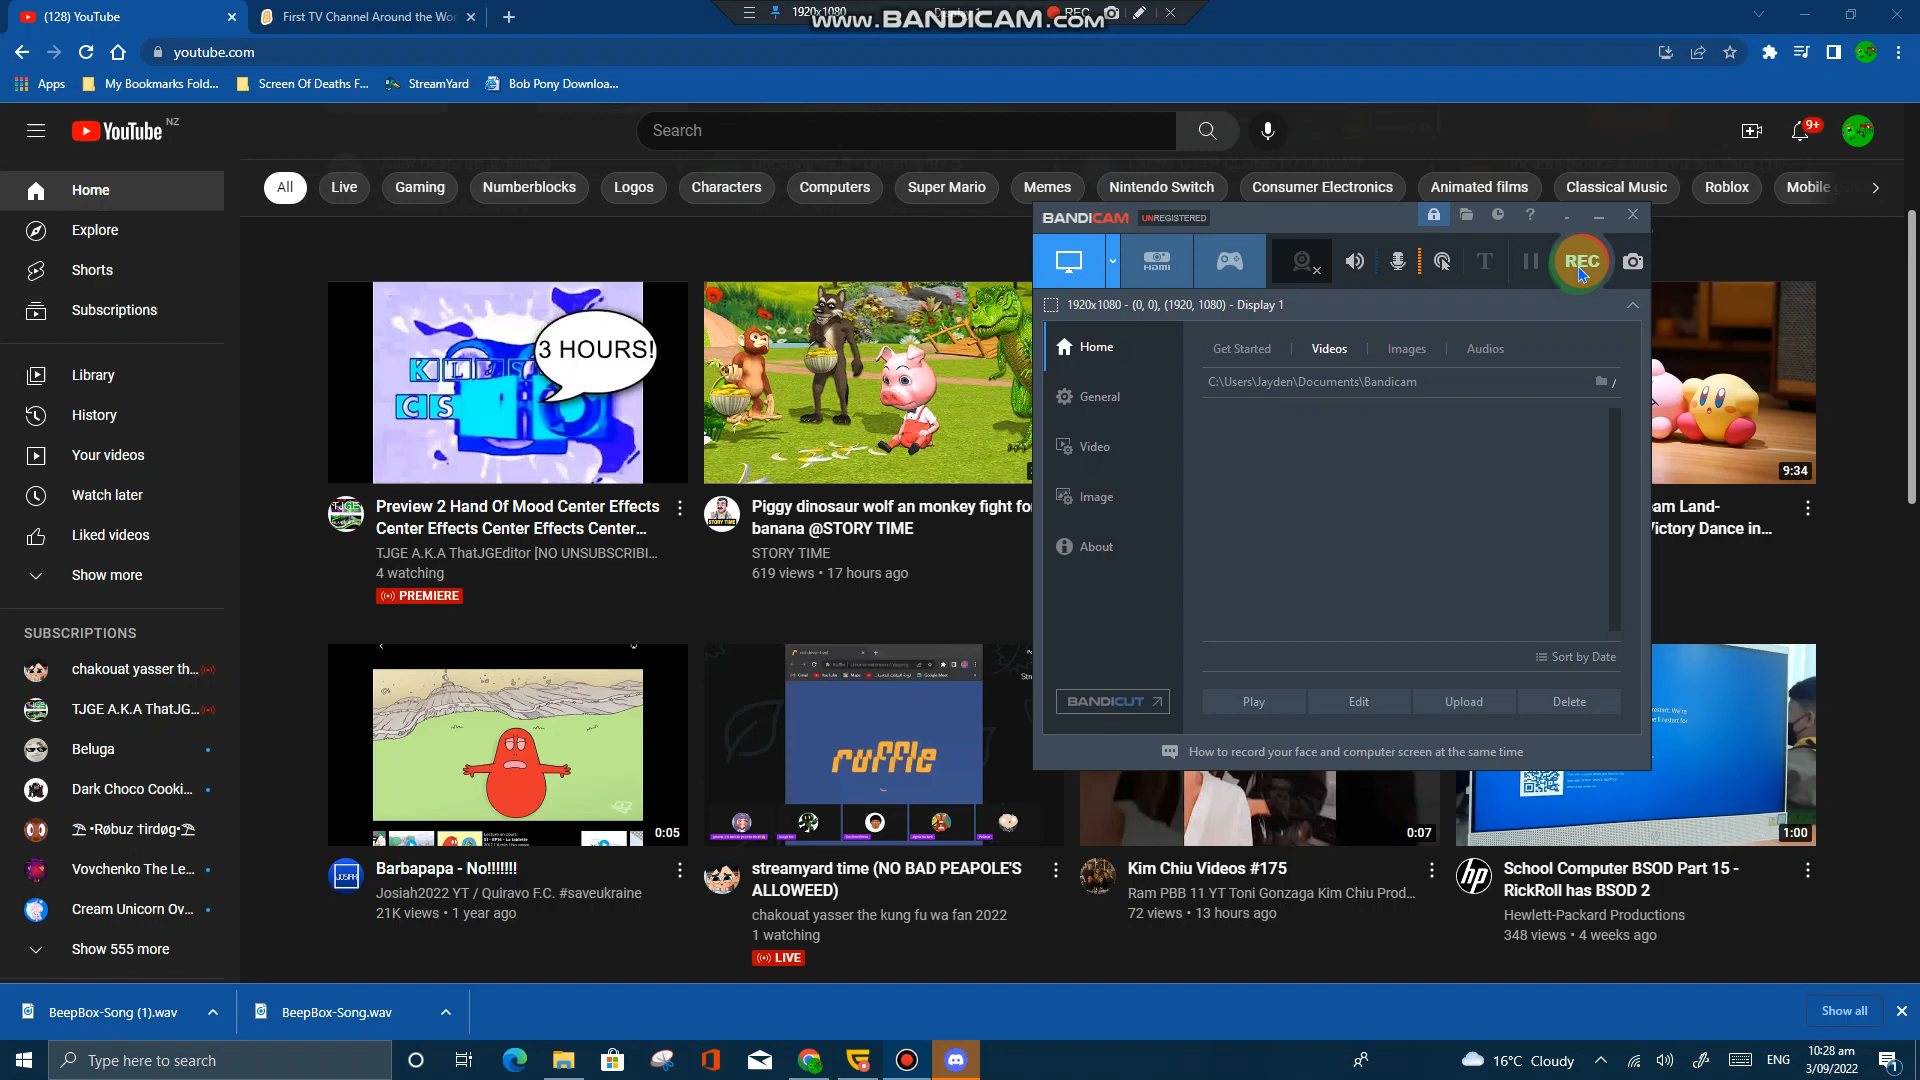 (128) YouTube
First TV Channel Around the Wor
1920x1080
REC
www.BANDICAM.com
youtube.com
Apps
My Bookmarks Fold...
Screen Of Deaths F...
StreamYard
Bob Pony Downloa...
YouTube NZ
Search
9+
Home
Explore
Shorts
Subscriptions
Library
History
Your videos
Watch later
Liked videos
Show more
SUBSCRIPTIONS
chakouat yasser th...
TJGE A.K.A ThatJG...
Beluga
Dark Choco Cooki...
Vovchenko The Le...
Cream Unicorn Ov...
Show 555 more
All
Live
Gaming
Numberblocks
Logos
Characters
Computers
Super Mario
Memes
Nintendo Switch
Consumer Electronics
Animated films
Classical Music
Roblox
Mobile
3 HOURS!
Preview 2 Hand Of Mood Center Effects
Center Effects Center Effects Center...
TJGE A.K.A ThatJGEditor [NO UNSUBSCRIBI...
4 watching
PREMIERE
STORY TIME
Piggy dinosaur wolf an monkey fight for
banana @STORY TIME
STORY TIME
619 views • 17 hours ago
9:34
eam Land-
ictory Dance in...
BANDICAM UNREGISTERED
HDMI
T
REC
1920x1080 - (0, 0), (1920, 1080) - Display 1
Home
General
Video
Image
About
BANDICUT
Get Started
Videos
Images
Audios
C:\Users\Jayden\Documents\Bandicam
Sort by Date
Play
Edit
Upload
Delete
How to record your face and computer screen at the same time
0:05
JOSIAH
Barbapapa - No!!!!!!!
Josiah2022 YT / Quiravo F.C. #saveukraine
21K views • 1 year ago
ruffle
streamyard time (NO BAD PEAPOLE'S
ALLOWEED)
chakouat yasser the kung fu wa fan 2022
1 watching
LIVE
0:07
Kim Chiu Videos #175
Ram PBB 11 YT Toni Gonzaga Kim Chiu Prod...
72 views • 13 hours ago
1:00
hp
School Computer BSOD Part 15 -
RickRoll has BSOD 2
Hewlett-Packard Productions
348 views • 4 weeks ago
BeepBox-Song (1).wav
BeepBox-Song.wav
Show all
Type here to search
16°C Cloudy
ENG
10:28 am
3/09/2022
1